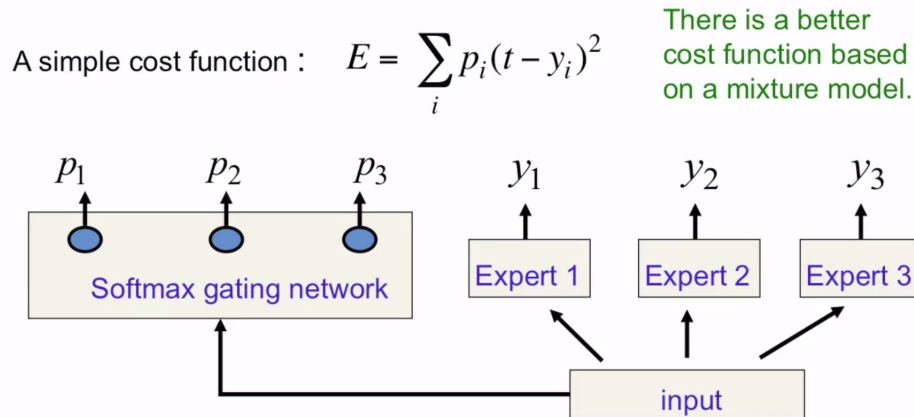 A simple cost function : E = ∑ᵢ pᵢ(t − yᵢ)²
There is a better
cost function based
on a mixture model.
p₁ p₂ p₃ y₁ y₂ y₃
Softmax gating network
Expert 1 Expert 2 Expert 3
input